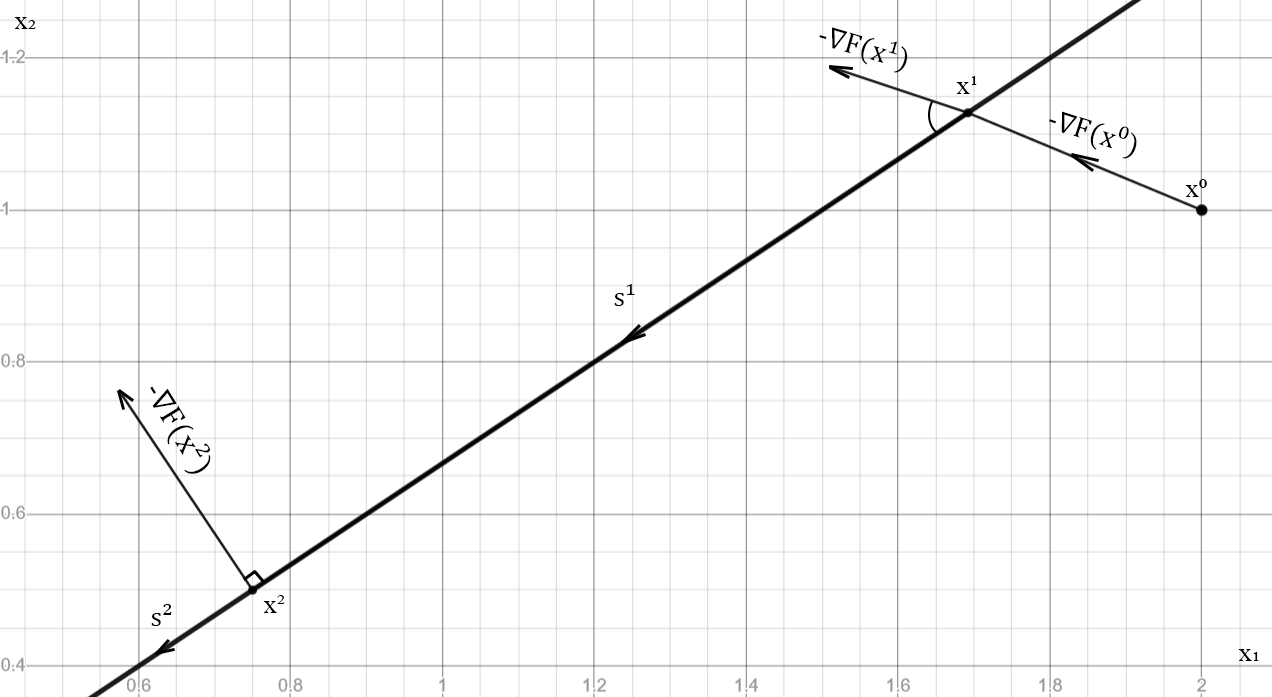 x₂
1.2
-∇F(x¹)
x¹
-∇F(x⁰)
x⁰
1
s¹
0.8
-∇F(x²)
0.6
x²
s²
x₁
0.4
0.6
0.8
1
1.2
1.4
1.6
1.8
2